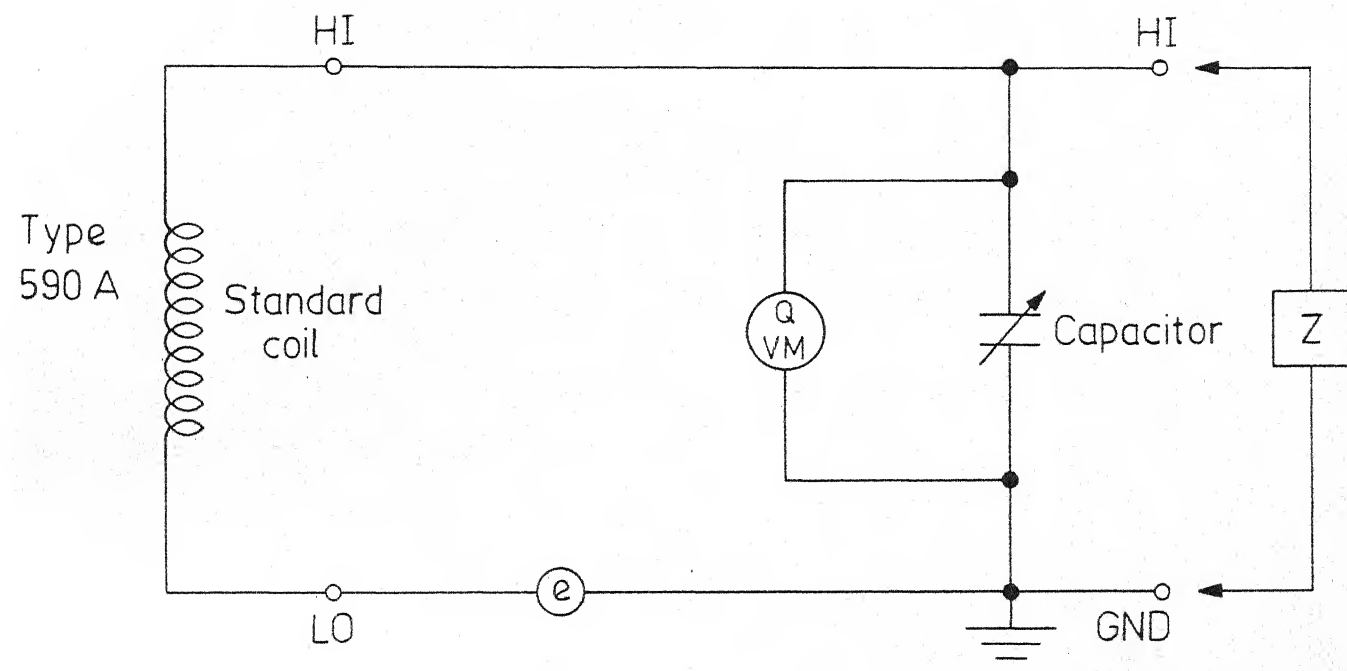 HI
HI
Type
590 A
Standard
coil
Q
VM
Capacitor
Z
e
LO
GND